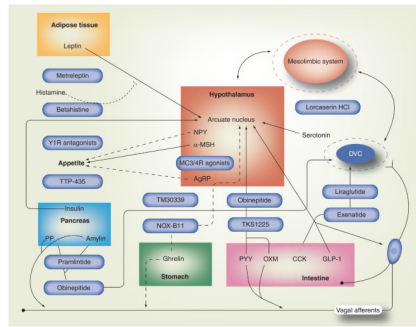 Adipose tissue
Leptin
Mesolimbic system
Metreleptin
Histamine
Betahistine
Hypothalamus
Arcuate nucleus
Lorcaserin HCl
Serotonin
NPY
α-MSH
Y1R antagonists
Appetite
MC3/4R agonists
DVC
TTP-435
AgRP
TM30339
Obinepitide
Liraglutide
Insulin
Pancreas
NOX-B11
TKS1225
Exenatide
PP
Amylin
Pramlintide
Ghrelin
Stomach
PYY
OXM
CCK
GLP-1
Intestine
Obinepitide
Vagal afferents